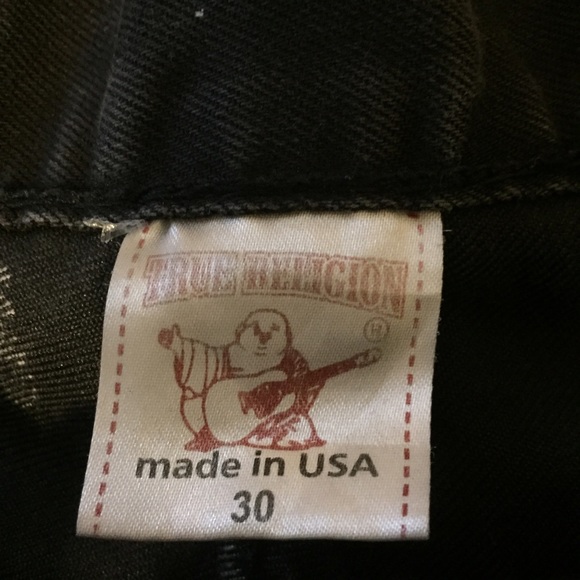 TRUE RELIGION
®
made in USA
30